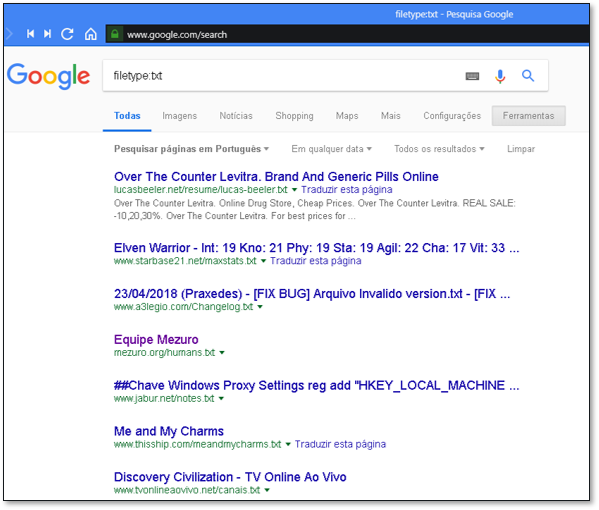 filetype:txt - Pesquisa Google
www.google.com/search
Google
filetype:txt
Todas Imagens Notícias Shopping Maps Mais Configurações Ferramentas
Pesquisar páginas em Português Em qualquer data Todos os resultados Limpar
Over The Counter Levitra. Brand And Generic Pills Online
lucasbeeler.net/resume/lucas-beeler.txt Traduzir esta página
Over The Counter Levitra. Online Drug Store, Cheap Prices. Over The Counter Levitra. REAL SALE:
-10,20,30%. Over The Counter Levitra. For best prices for ...
Elven Warrior - Int: 19 Kno: 21 Phy: 19 Sta: 19 Agil: 22 Cha: 17 Vit: 33 ...
www.starbase21.net/maxstats.txt Traduzir esta página
23/04/2018 (Praxedes) - [FIX BUG] Arquivo Invalido version.txt - [FIX ...
www.a3legio.com/Changelog.txt
Equipe Mezuro
mezuro.org/humans.txt
##Chave Windows Proxy Settings reg add "HKEY_LOCAL_MACHINE ...
www.jabur.net/notes.txt
Me and My Charms
www.thisship.com/meandmycharms.txt Traduzir esta página
Discovery Civilization - TV Online Ao Vivo
www.tvonlineaovivo.net/canais.txt